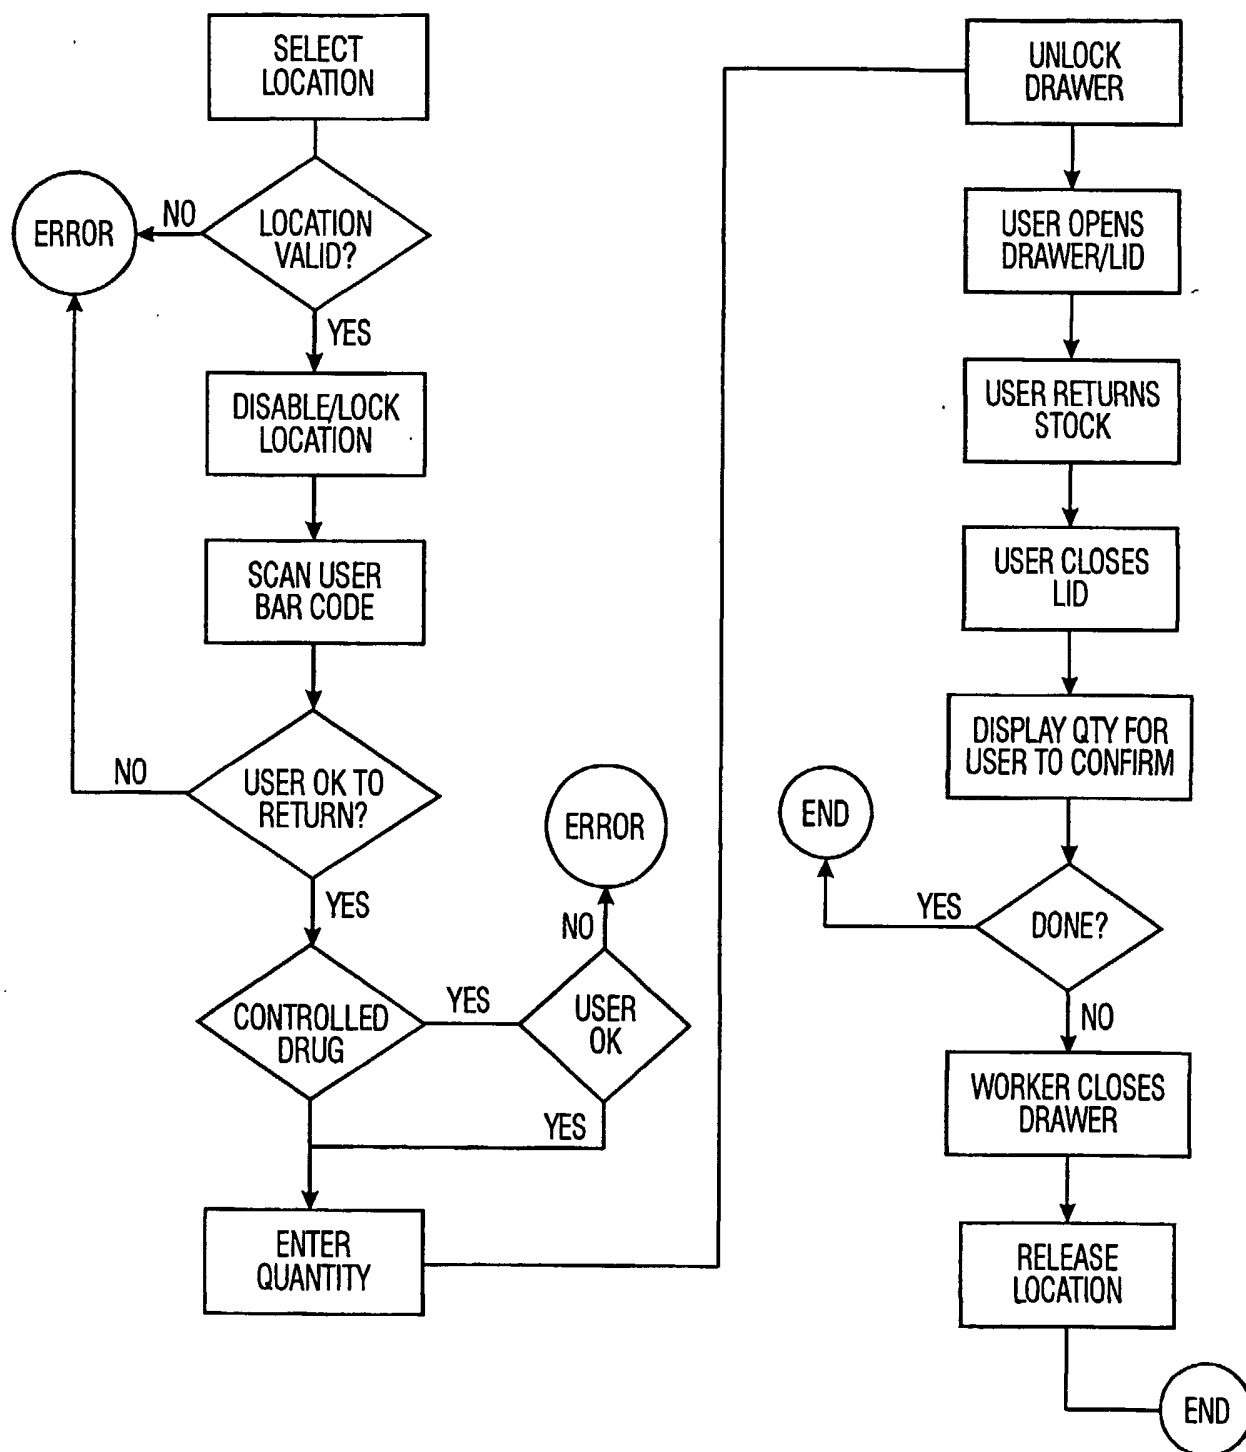 SELECT
LOCATION
ERROR
NO
LOCATION
VALID?
YES
DISABLE/LOCK
LOCATION
SCAN USER
BAR CODE
NO
USER OK TO
RETURN?
YES
CONTROLLED
DRUG
YES
USER
OK
NO
ERROR
YES
ENTER
QUANTITY
UNLOCK
DRAWER
USER OPENS
DRAWER/LID
USER RETURNS
STOCK
USER CLOSES
LID
DISPLAY QTY FOR
USER TO CONFIRM
END
YES
DONE?
NO
WORKER CLOSES
DRAWER
RELEASE
LOCATION
END